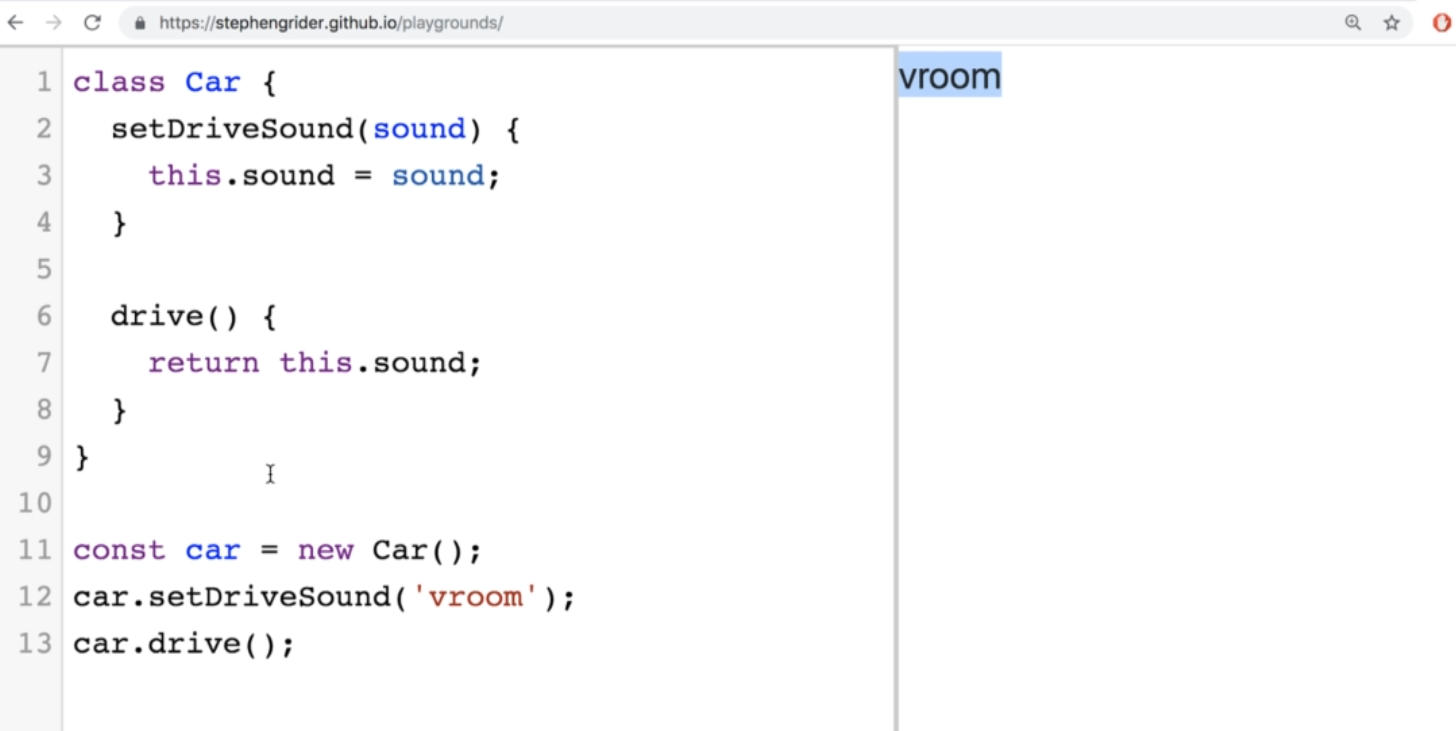 https://stephengrider.github.io/playgrounds/
1 class Car {
2   setDriveSound(sound) {
3     this.sound = sound;
4   }
5
6   drive() {
7     return this.sound;
8   }
9 }
10
11 const car = new Car();
12 car.setDriveSound('vroom');
13 car.drive();
vroom